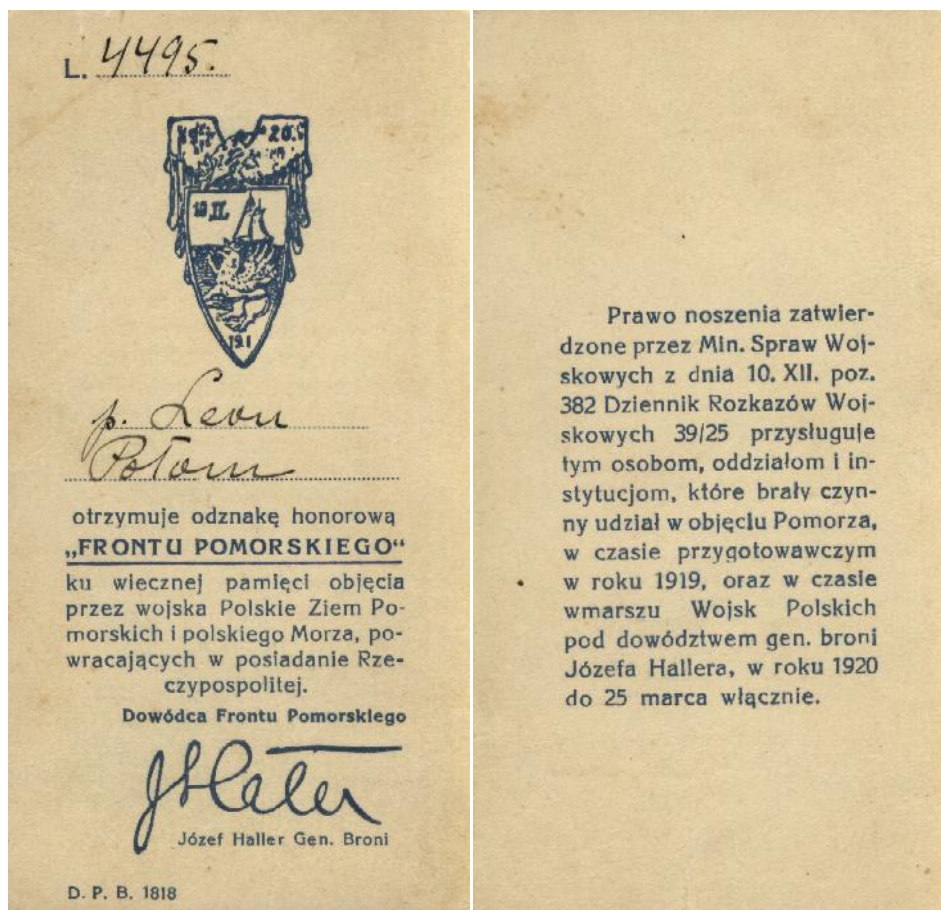 L. 4495.
19 20
10 II.
p. Leon
Połom
otrzymuje odznakę honorową
„FRONTU POMORSKIEGO“
ku wiecznej pamięci objęcia
przez wojska Polskie Ziem Po-
morskich i polskiego Morza, po-
wracających w posiadanie Rze-
czypospolitej.
Dowódca Frontu Pomorskiego
JHaller
Józef Haller Gen. Broni
D. P. B. 1818
Prawo noszenia zatwier-
dzone przez Min. Spraw Woj-
skowych z dnia 10. XII. poz.
382 Dziennik Rozkazów Woj-
skowych 39/25 przysługuje
tym osobom, oddziałom i in-
stytucjom, które brały czyn-
ny udział w objęciu Pomorza,
w czasie przygotowawczym
w roku 1919, oraz w czasie
wmarszu Wojsk Polskich
pod dowództwem gen. broni
Józefa Hallera, w roku 1920
do 25 marca włącznie.